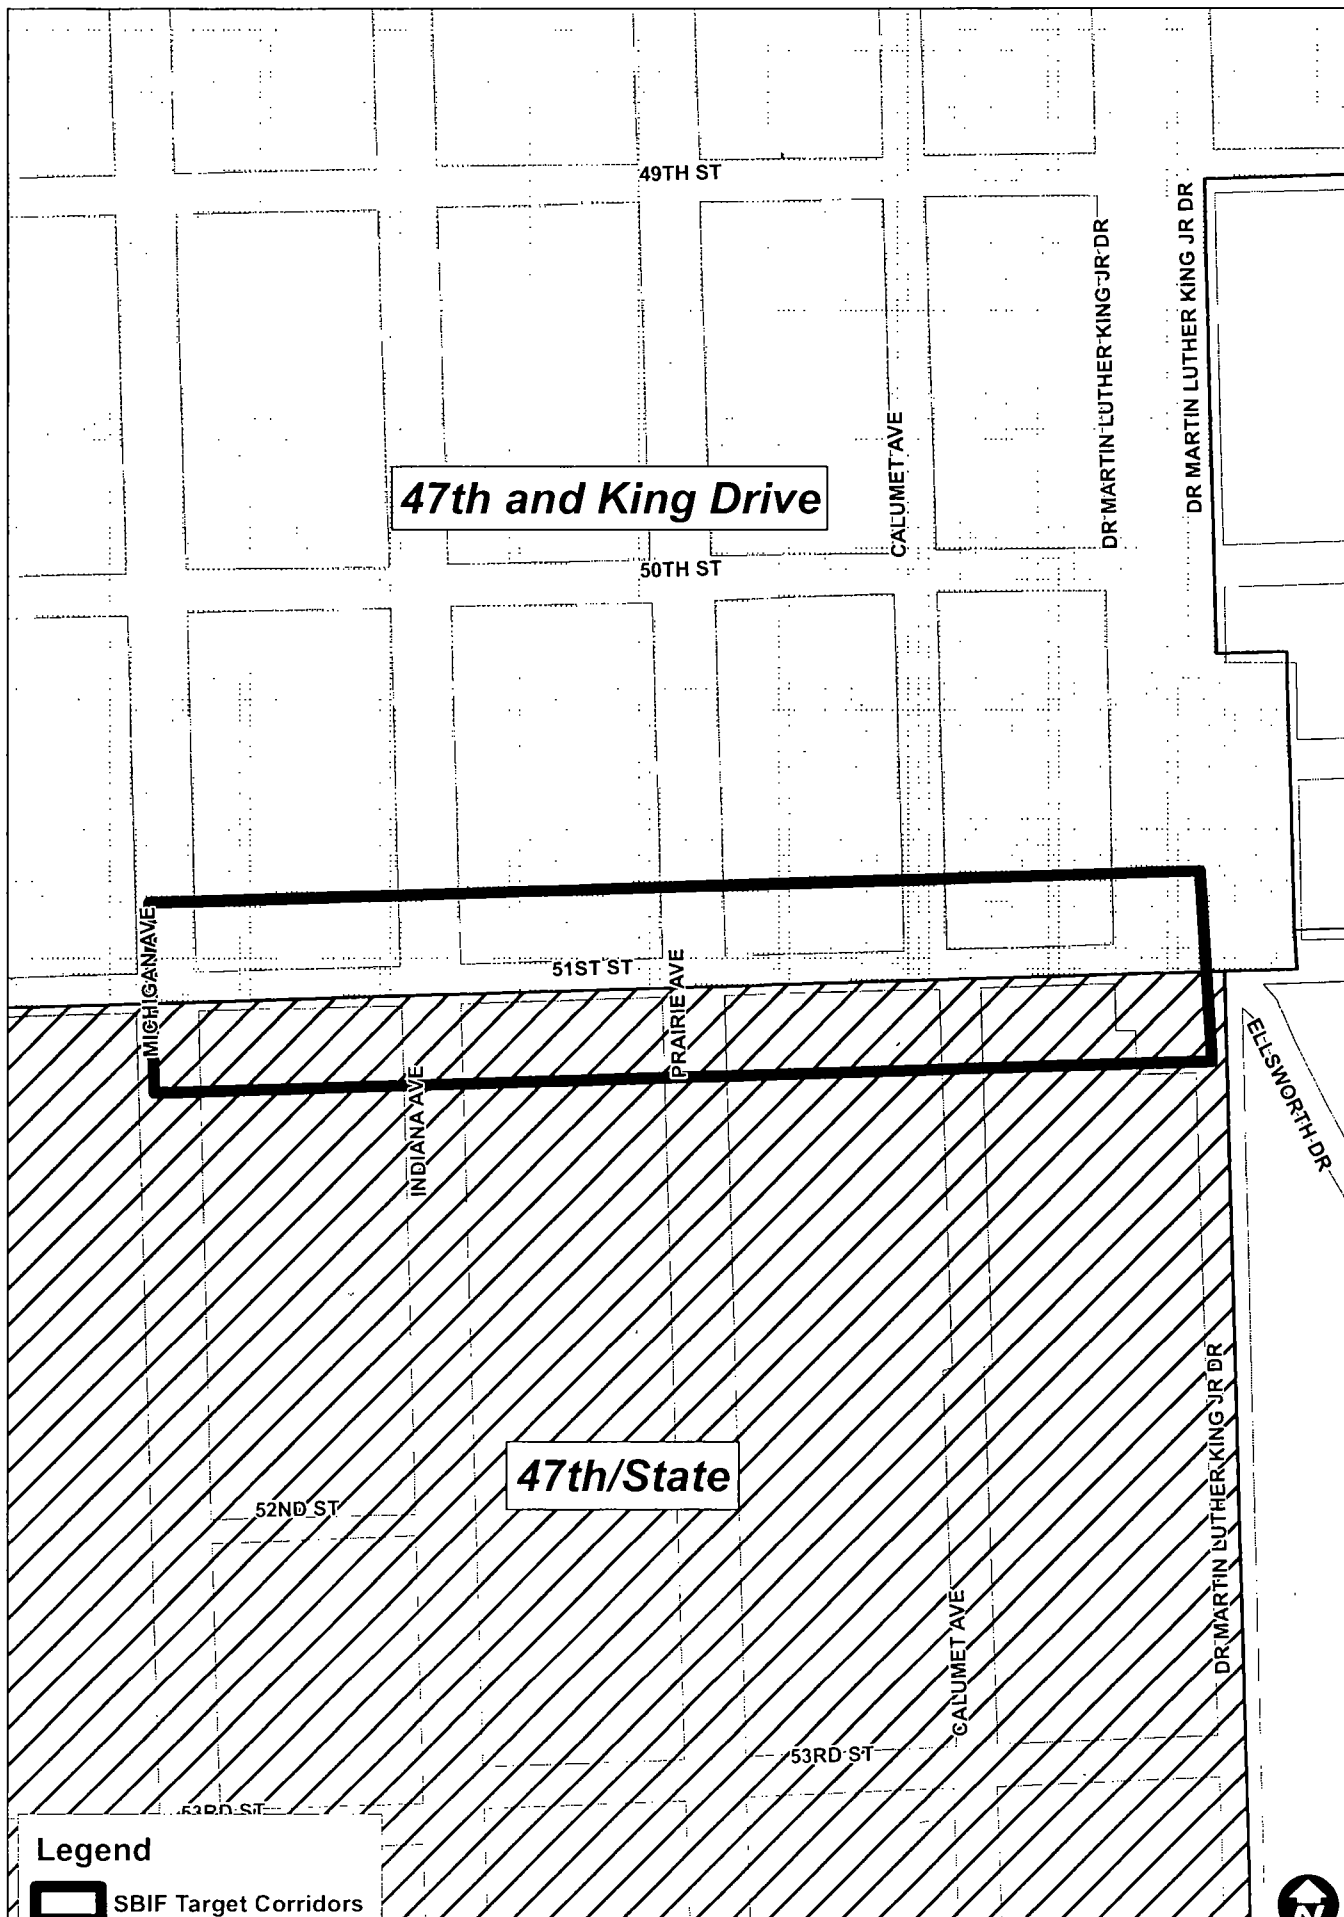 49TH ST
DR MARTIN LUTHER KING JR DR
DR MARTIN LUTHER KING JR DR
CALUMET AVE
47th and King Drive
50TH ST
MICHIGAN AVE
51ST ST
PRAIRIE AVE
INDIANA AVE
ELLSWORTH DR
DR MARTIN LUTHER KING JR DR
47th/State
52ND ST
CALUMET AVE
53RD ST
53RD ST
Legend
SBIF Target Corridors
N